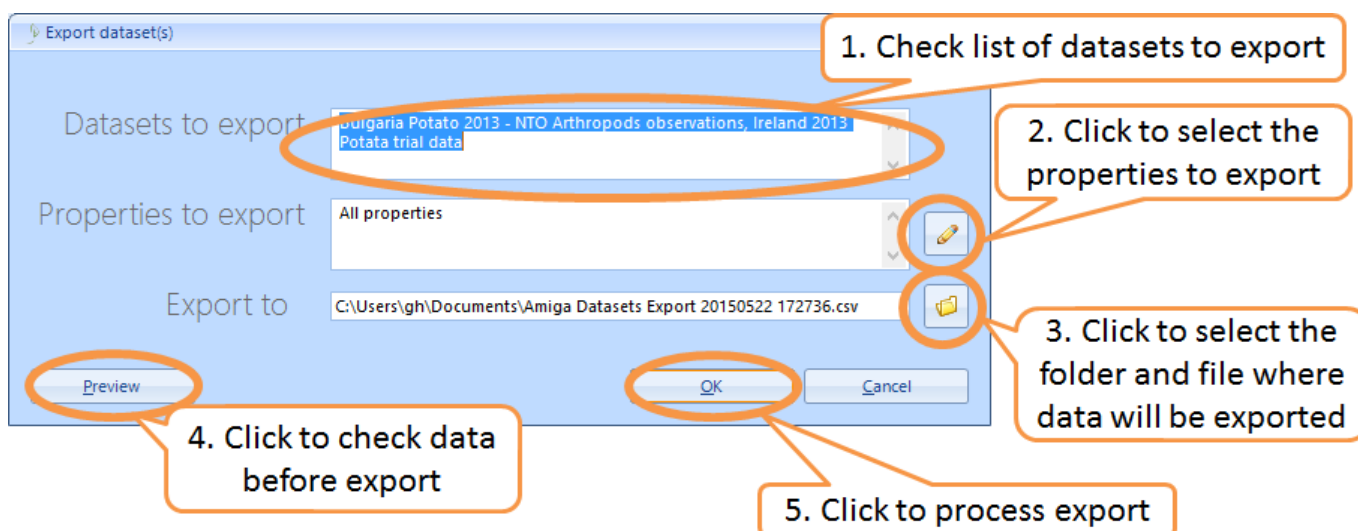 Export dataset(s)
1. Check list of datasets to export
Datasets to export
Bulgaria Potato 2013 - NTO Arthropods observations, Ireland 2013
Potata trial data
2. Click to select the
properties to export
Properties to export
All properties
Export to
C:\Users\gh\Documents\Amiga Datasets Export 20150522 172736.csv
3. Click to select the
folder and file where
data will be exported
Preview
OK
Cancel
4. Click to check data
before export
5. Click to process export